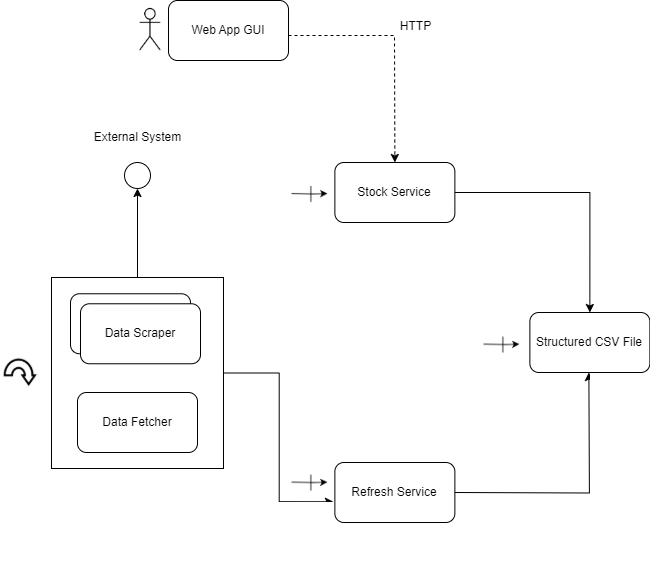 Web App GUI
HTTP
External System
Stock Service
Data Scraper
Structured CSV File
Data Fetcher
Refresh Service